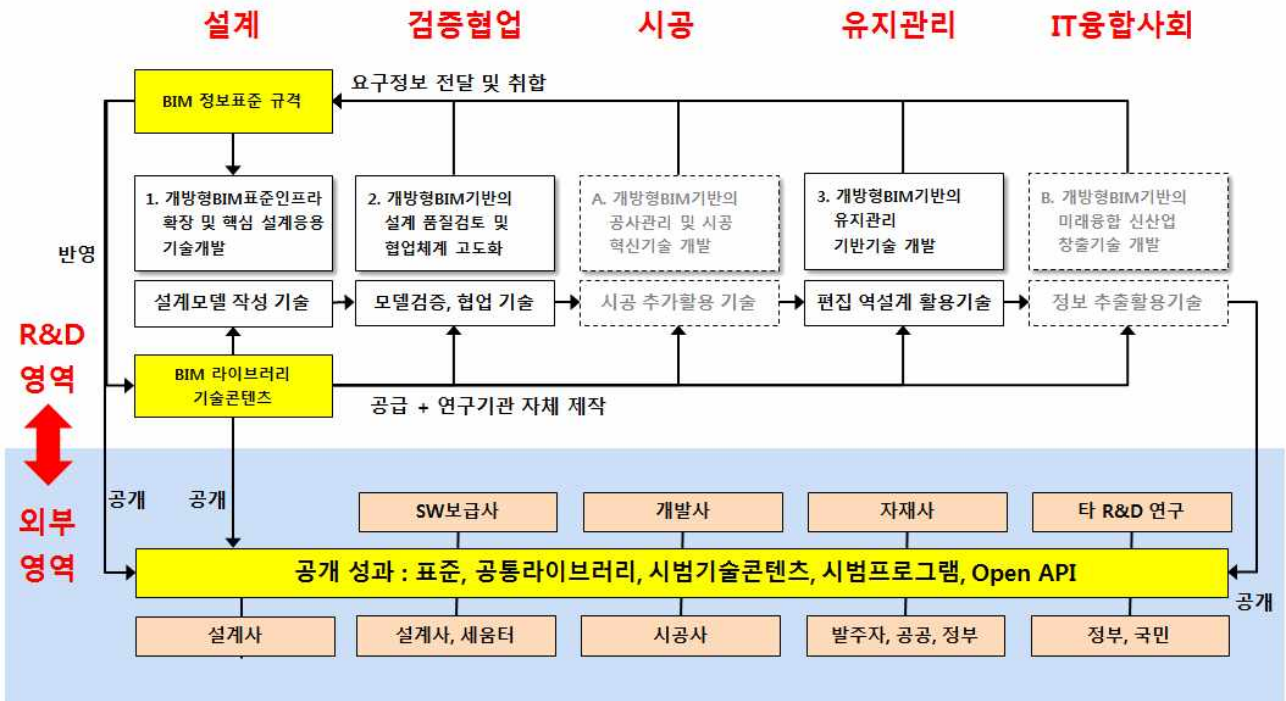 설계
검증협업
시공
유지관리
IT융합사회
요구정보 전달 및 취합
BIM 정보표준 규격
1. 개방형BIM표준인프라
확장 및 핵심 설계응용
기술개발
2. 개방형BIM기반의
설계 품질검토 및
협업체계 고도화
A. 개방형BIM기반의
공사관리 및 시공
혁신기술 개발
3. 개방형BIM기반의
유지관리
기반기술 개발
B. 개방형BIM기반의
미래융합 신산업
창출기술 개발
반영
설계모델 작성 기술
모델검증, 협업 기술
시공 추가활용 기술
편집 역설계 활용기술
정보 추출활용기술
R&D
영역
BIM 라이브러리
기술콘텐츠
공급 + 연구기관 자체 제작
외부
영역
공개
공개
SW보급사
개발사
자재사
타 R&D 연구
공개 성과 : 표준, 공통라이브러리, 시범기술콘텐츠, 시범프로그램, Open API
공개
설계사
설계사, 세움터
시공사
발주자, 공공, 정부
정부, 국민